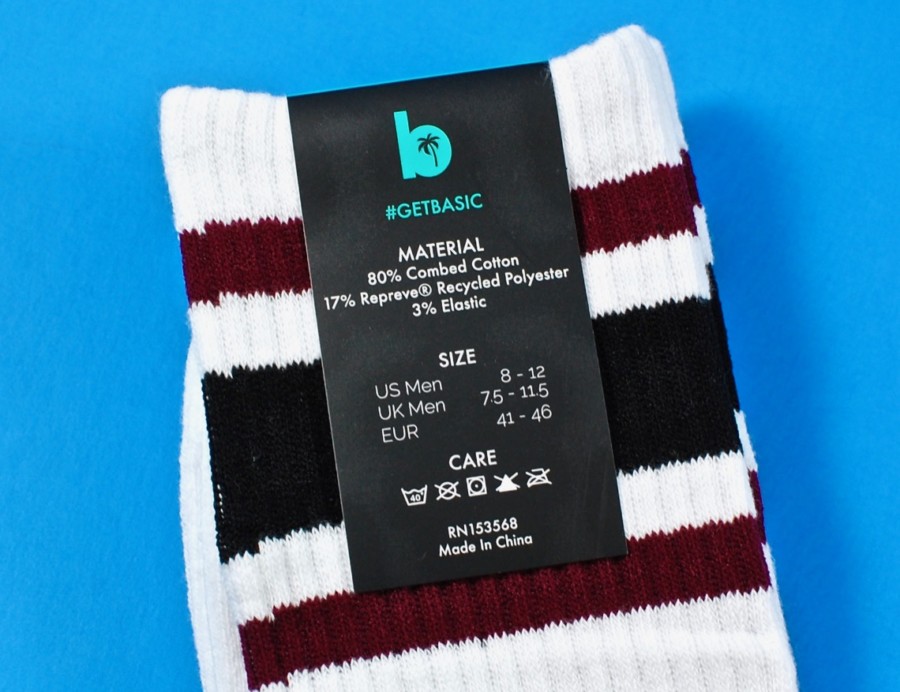 b
#GETBASIC
MATERIAL
80% Combed Cotton
17% Repreve® Recycled Polyester
3% Elastic
SIZE
US Men 8 - 12
UK Men 7.5 - 11.5
EUR 41 - 46
CARE
40°
RN153568
Made In China